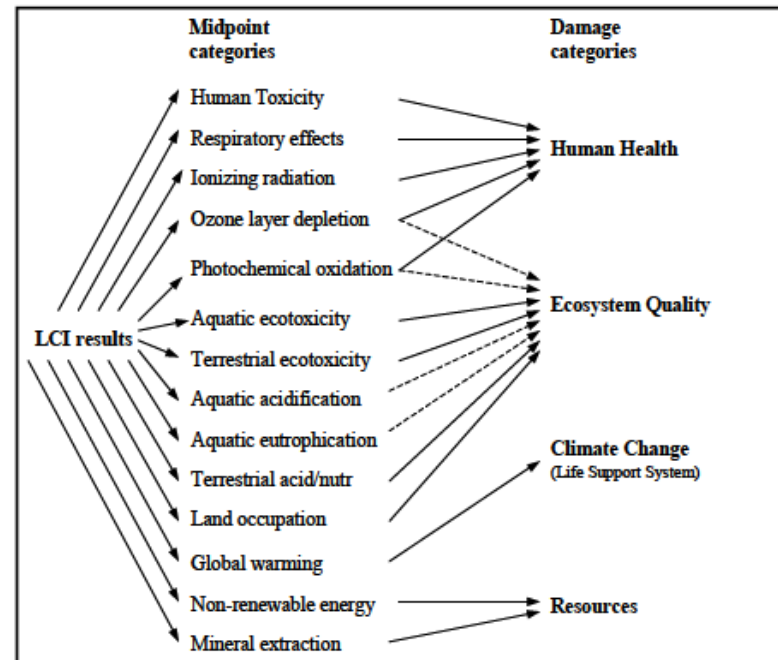 Midpoint
categories
Damage
categories
Human Toxicity
Respiratory effects
Ionizing radiation
Ozone layer depletion
Photochemical oxidation
Aquatic ecotoxicity
LCI results
Terrestrial ecotoxicity
Aquatic acidification
Aquatic eutrophication
Terrestrial acid/nutr
Land occupation
Global warming
Non-renewable energy
Mineral extraction
Human Health
Ecosystem Quality
Climate Change
(Life Support System)
Resources